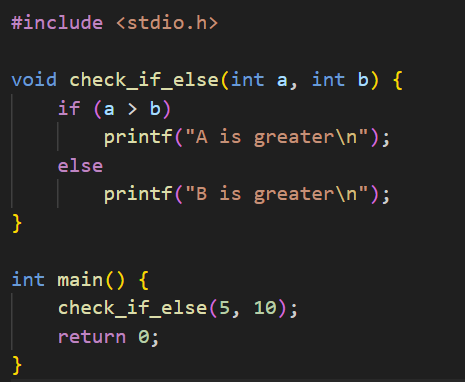 #include <stdio.h>

void check_if_else(int a, int b) {
    if (a > b)
        printf("A is greater\n");
    else
        printf("B is greater\n");
}

int main() {
    check_if_else(5, 10);
    return 0;
}